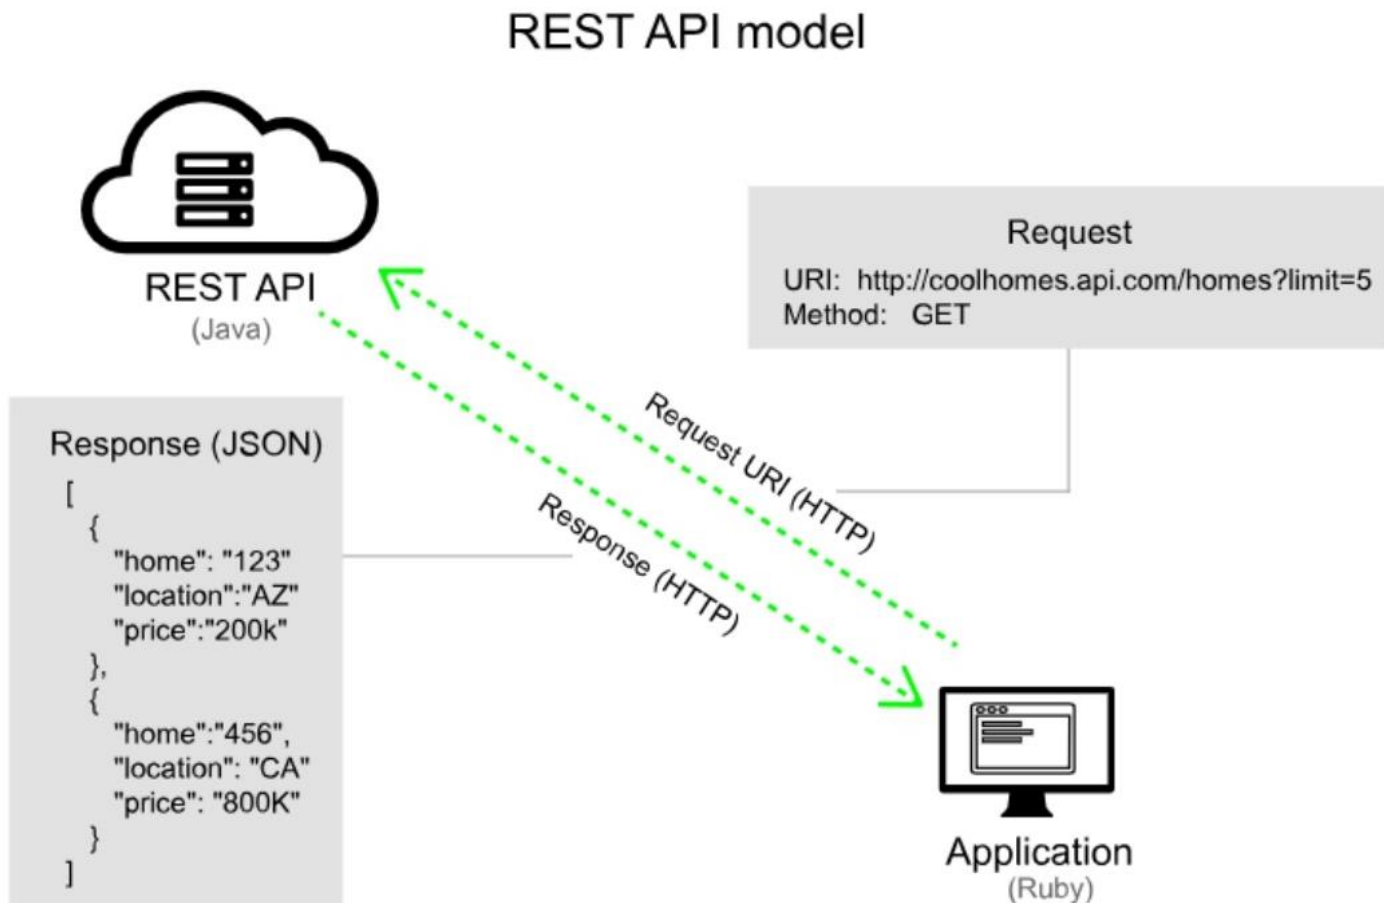 REST API model
REST API
(Java)
Request
URI: http://coolhomes.api.com/homes?limit=5
Method: GET
Request URI (HTTP)
Response (HTTP)
Response (JSON)
[
{
"home": "123"
"location":"AZ"
"price":"200k"
},
{
"home":"456",
"location": "CA"
"price": "800K"
}
]
Application
(Ruby)